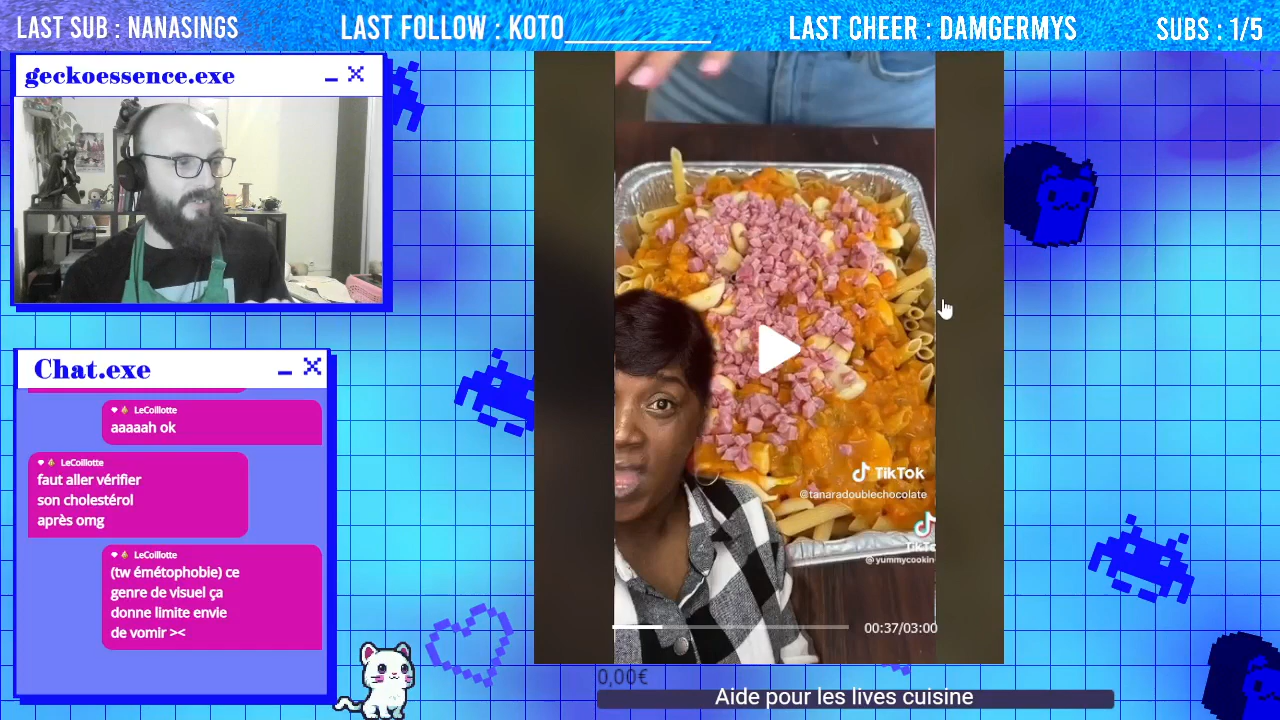 LAST SUB : NANASINGS
LAST FOLLOW : KOTO__________
LAST CHEER : DAMGERMYS
SUBS : 1/5
geckoessence.exe
Chat.exe
LeCoillotte
aaaaah ok
LeCoillotte
faut aller vérifier
son cholestérol
après omg
LeCoillotte
(tw émétophobie) ce
genre de visuel ça
donne limite envie
de vomir ><
TikTok
@tanaradoublechocolate
TikTo
@yummycookin
00:37/03:00
0,00€
Aide pour les lives cuisine